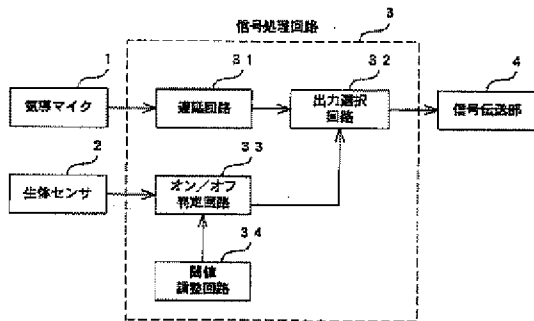 信号処理回路
3
1
気導マイク
31
遅延回路
32
出力選択
回路
4
信号伝送部
2
生体センサ
33
オン/オフ
判定回路
34
閾値
調整回路